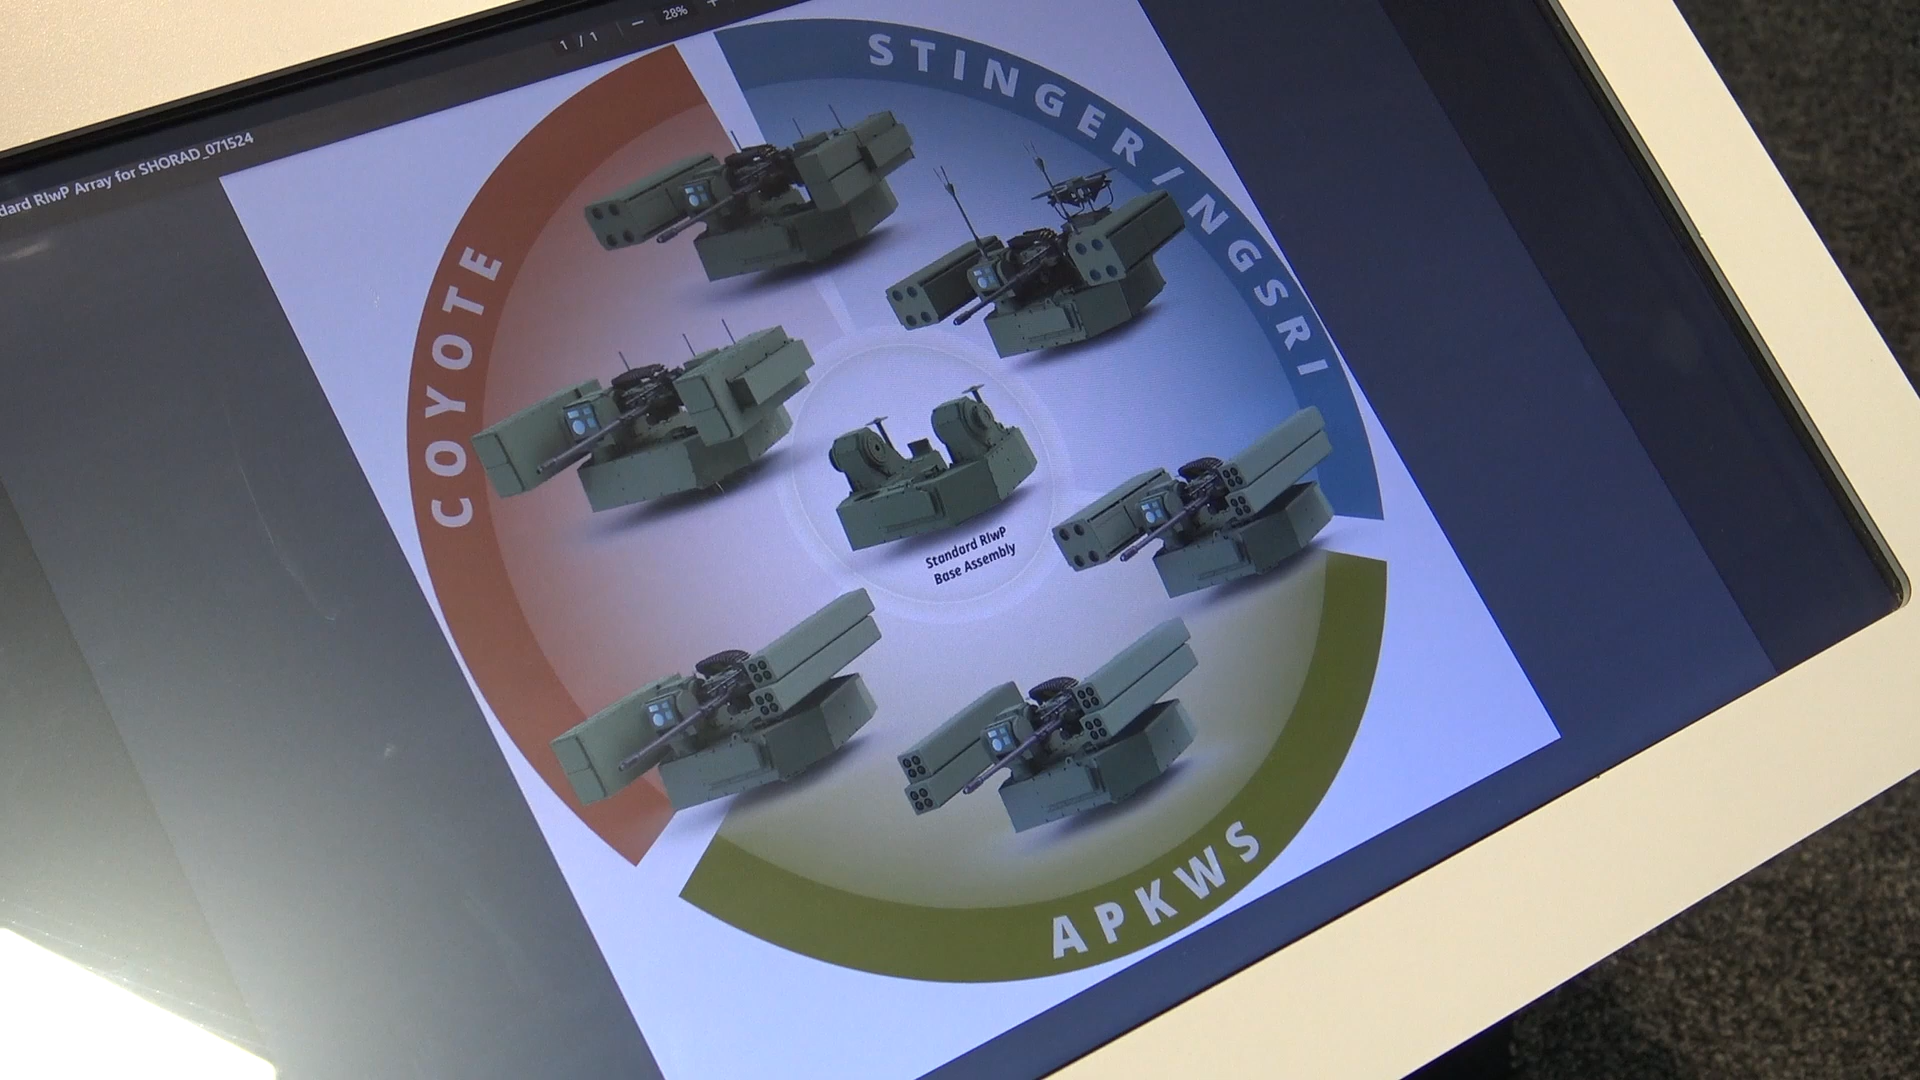 1 / 1 − 28% +
dard RIwP Array for SHORAD_071524
STINGER/NGSRI
COYOTE
Standard RIwP
Base Assembly
APKWS